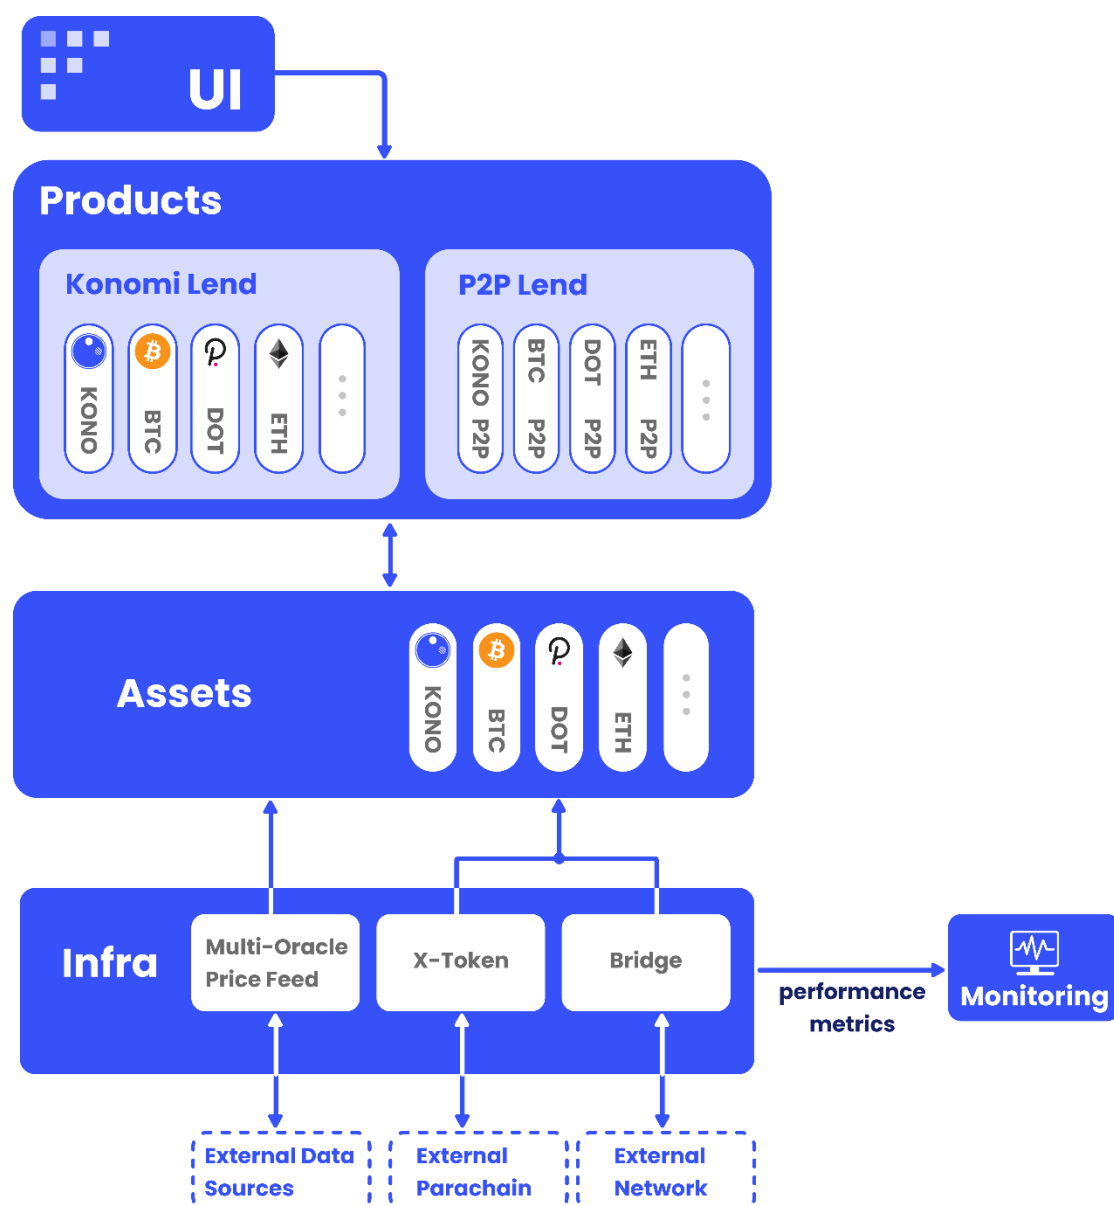 UI
Products
Konomi Lend
KONO
BTC
DOT
ETH
P2P Lend
KONO P2P
BTC P2P
DOT P2P
ETH P2P
Assets
KONO
BTC
DOT
ETH
Infra
Multi-Oracle
Price Feed
X-Token
Bridge
performance
metrics
Monitoring
External Data
Sources
External
Parachain
External
Network